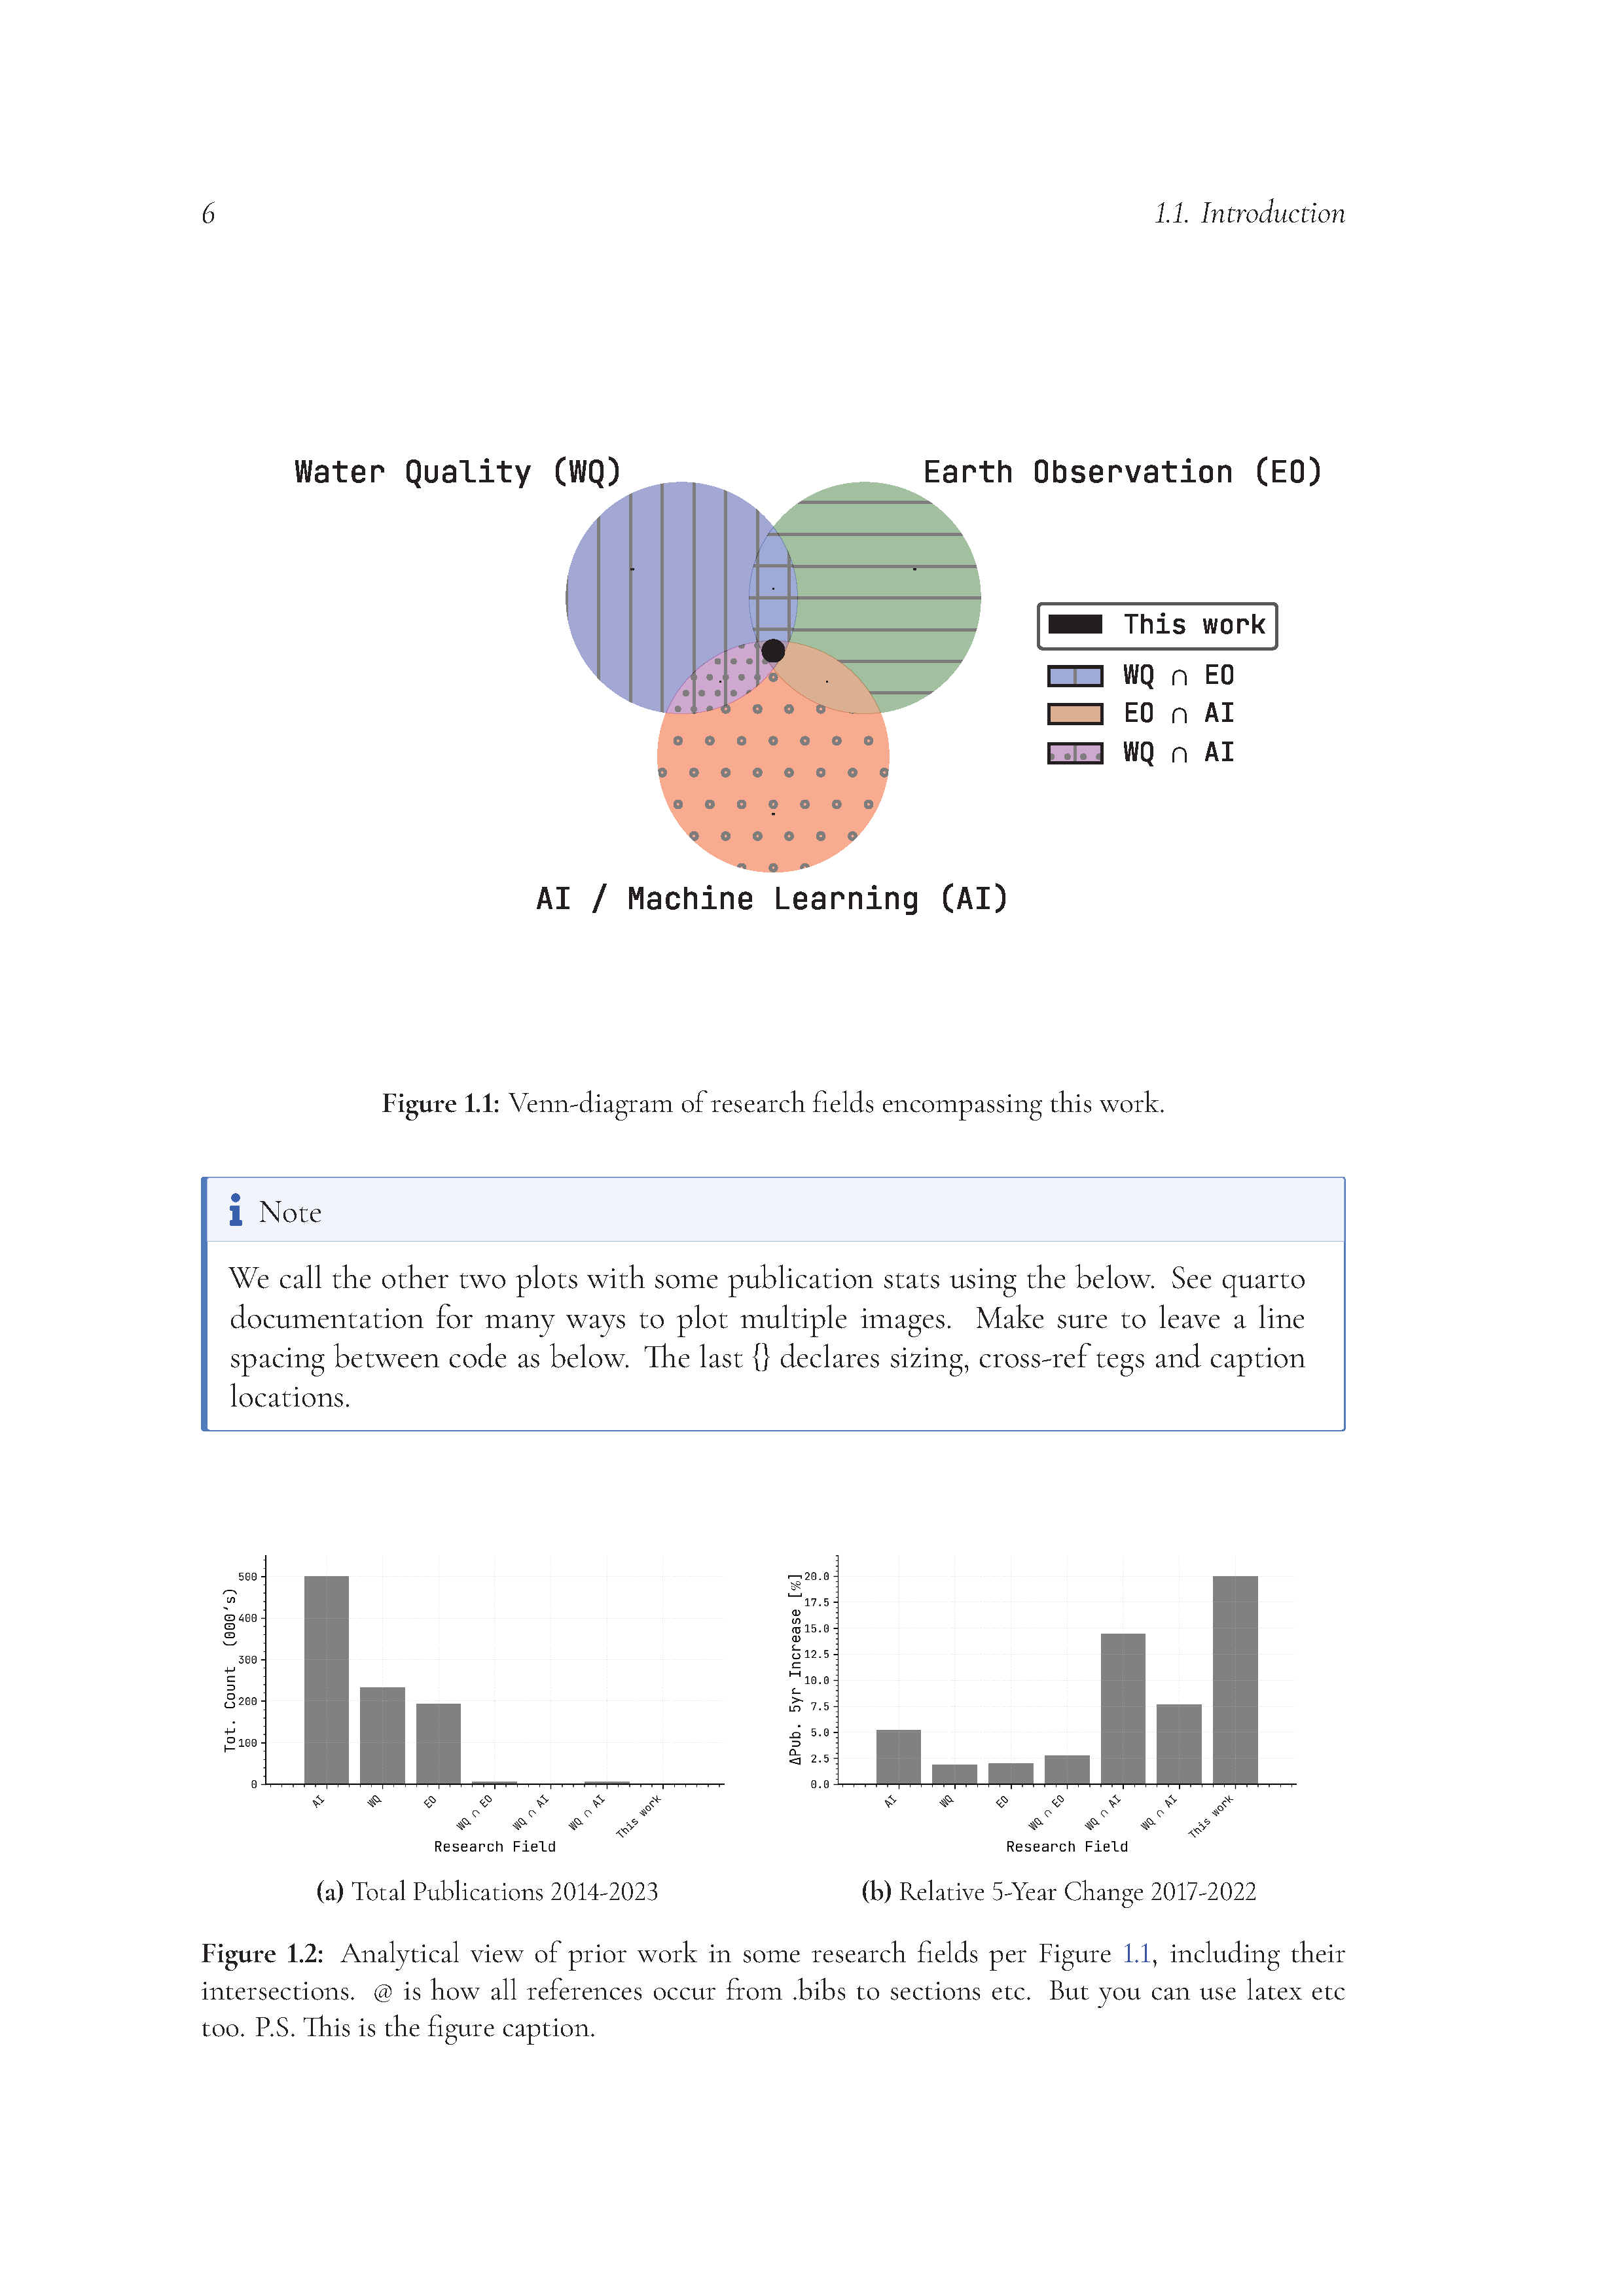 6 1.1. Introduction
Water Quality (WQ) Earth Observation (EO)
This work
WQ ∩ EO
EO ∩ AI
WQ ∩ AI
AI / Machine Learning (AI)
Figure 1.1: Venn-diagram of research fields encompassing this work.
Note
We call the other two plots with some publication stats using the below. See quarto
documentation for many ways to plot multiple images. Make sure to leave a line
spacing between code as below. The last {} declares sizing, cross-ref tegs and caption
locations.
Tot. Count (000's)
500
400
300
200
100
0
AI WQ EO WQ ∩ EO WQ ∩ AI WQ ∩ AI This work
Research Field
(a) Total Publications 2014-2023
ΔPub. 5yr Increase [%]
20.0
17.5
15.0
12.5
10.0
7.5
5.0
2.5
0.0
AI WQ EO WQ ∩ EO WQ ∩ AI WQ ∩ AI This work
Research Field
(b) Relative 5-Year Change 2017-2022
Figure 1.2: Analytical view of prior work in some research fields per Figure 1.1, including their
intersections. @ is how all references occur from .bibs to sections etc. But you can use latex etc
too. P.S. This is the figure caption.